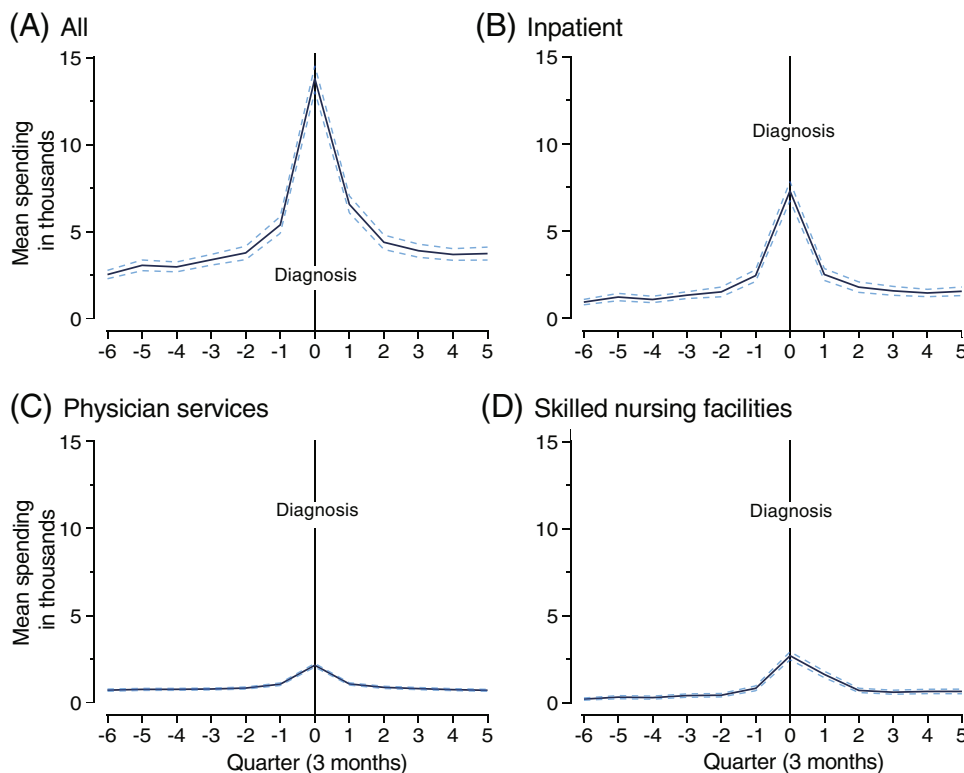 (A) All
15
10
5
0
Mean spending
in thousands
Diagnosis
-6 -5 -4 -3 -2 -1 0 1 2 3 4 5
(B) Inpatient
15
10
5
0
Diagnosis
-6 -5 -4 -3 -2 -1 0 1 2 3 4 5
(C) Physician services
15
10
5
0
Mean spending
in thousands
Diagnosis
-6 -5 -4 -3 -2 -1 0 1 2 3 4 5
Quarter (3 months)
(D) Skilled nursing facilities
15
10
5
0
Diagnosis
-6 -5 -4 -3 -2 -1 0 1 2 3 4 5
Quarter (3 months)